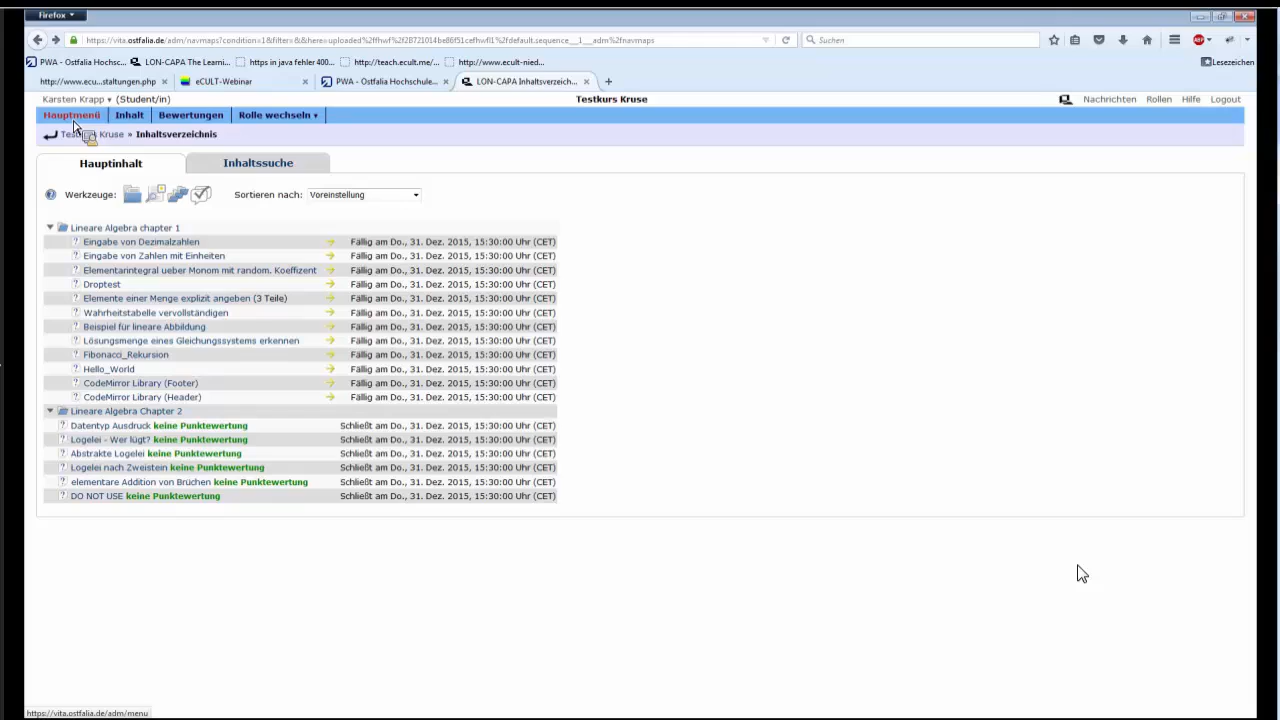 Firefox
https://vita.ostfalia.de/adm/navmaps?condition=1&filter=&here=uploaded%2ffhwf%2f28721014be86f51cefhwfl1%2fdefault.sequence__1__adm%2fnavmaps
Suchen
PWA - Ostfalia Hochsc...
LON-CAPA The Learni...
https in java fehler 400...
http://teach.ecult.me/...
http://www.ecult-nied...
Lesezeichen
http://www.ecu...staltungen.php
eCULT-Webinar
PWA - Ostfalia Hochschule...
LON-CAPA Inhaltsverzeich...
Karsten Krapp (Student/in)
Testkurs Kruse
Nachrichten Rollen Hilfe Logout
Hauptmenü Inhalt Bewertungen Rolle wechseln
Kruse » Inhaltsverzeichnis
Hauptinhalt Inhaltssuche
Werkzeuge: Sortieren nach: Voreinstellung
Lineare Algebra chapter 1
Eingabe von Dezimalzahlen Fällig am Do., 31. Dez. 2015, 15:30:00 Uhr (CET)
Eingabe von Zahlen mit Einheiten Fällig am Do., 31. Dez. 2015, 15:30:00 Uhr (CET)
Elementarintegral ueber Monom mit random. Koeffizent Fällig am Do., 31. Dez. 2015, 15:30:00 Uhr (CET)
Droptest Fällig am Do., 31. Dez. 2015, 15:30:00 Uhr (CET)
Elemente einer Menge explizit angeben (3 Teile) Fällig am Do., 31. Dez. 2015, 15:30:00 Uhr (CET)
Wahrheitstabelle vervollständigen Fällig am Do., 31. Dez. 2015, 15:30:00 Uhr (CET)
Beispiel für lineare Abbildung Fällig am Do., 31. Dez. 2015, 15:30:00 Uhr (CET)
Lösungsmenge eines Gleichungssystems erkennen Fällig am Do., 31. Dez. 2015, 15:30:00 Uhr (CET)
Fibonacci_Rekursion Fällig am Do., 31. Dez. 2015, 15:30:00 Uhr (CET)
Hello_World Fällig am Do., 31. Dez. 2015, 15:30:00 Uhr (CET)
CodeMirror Library (Footer) Fällig am Do., 31. Dez. 2015, 15:30:00 Uhr (CET)
CodeMirror Library (Header) Fällig am Do., 31. Dez. 2015, 15:30:00 Uhr (CET)
Lineare Algebra Chapter 2
Datentyp Ausdruck keine Punktewertung Schließt am Do., 31. Dez. 2015, 15:30:00 Uhr (CET)
Logelei - Wer lügt? keine Punktewertung Schließt am Do., 31. Dez. 2015, 15:30:00 Uhr (CET)
Abstrakte Logelei keine Punktewertung Schließt am Do., 31. Dez. 2015, 15:30:00 Uhr (CET)
Logelei nach Zweistein keine Punktewertung Schließt am Do., 31. Dez. 2015, 15:30:00 Uhr (CET)
elementare Addition von Brüchen keine Punktewertung Schließt am Do., 31. Dez. 2015, 15:30:00 Uhr (CET)
DO NOT USE keine Punktewertung Schließt am Do., 31. Dez. 2015, 15:30:00 Uhr (CET)
https://vita.ostfalia.de/adm/menu